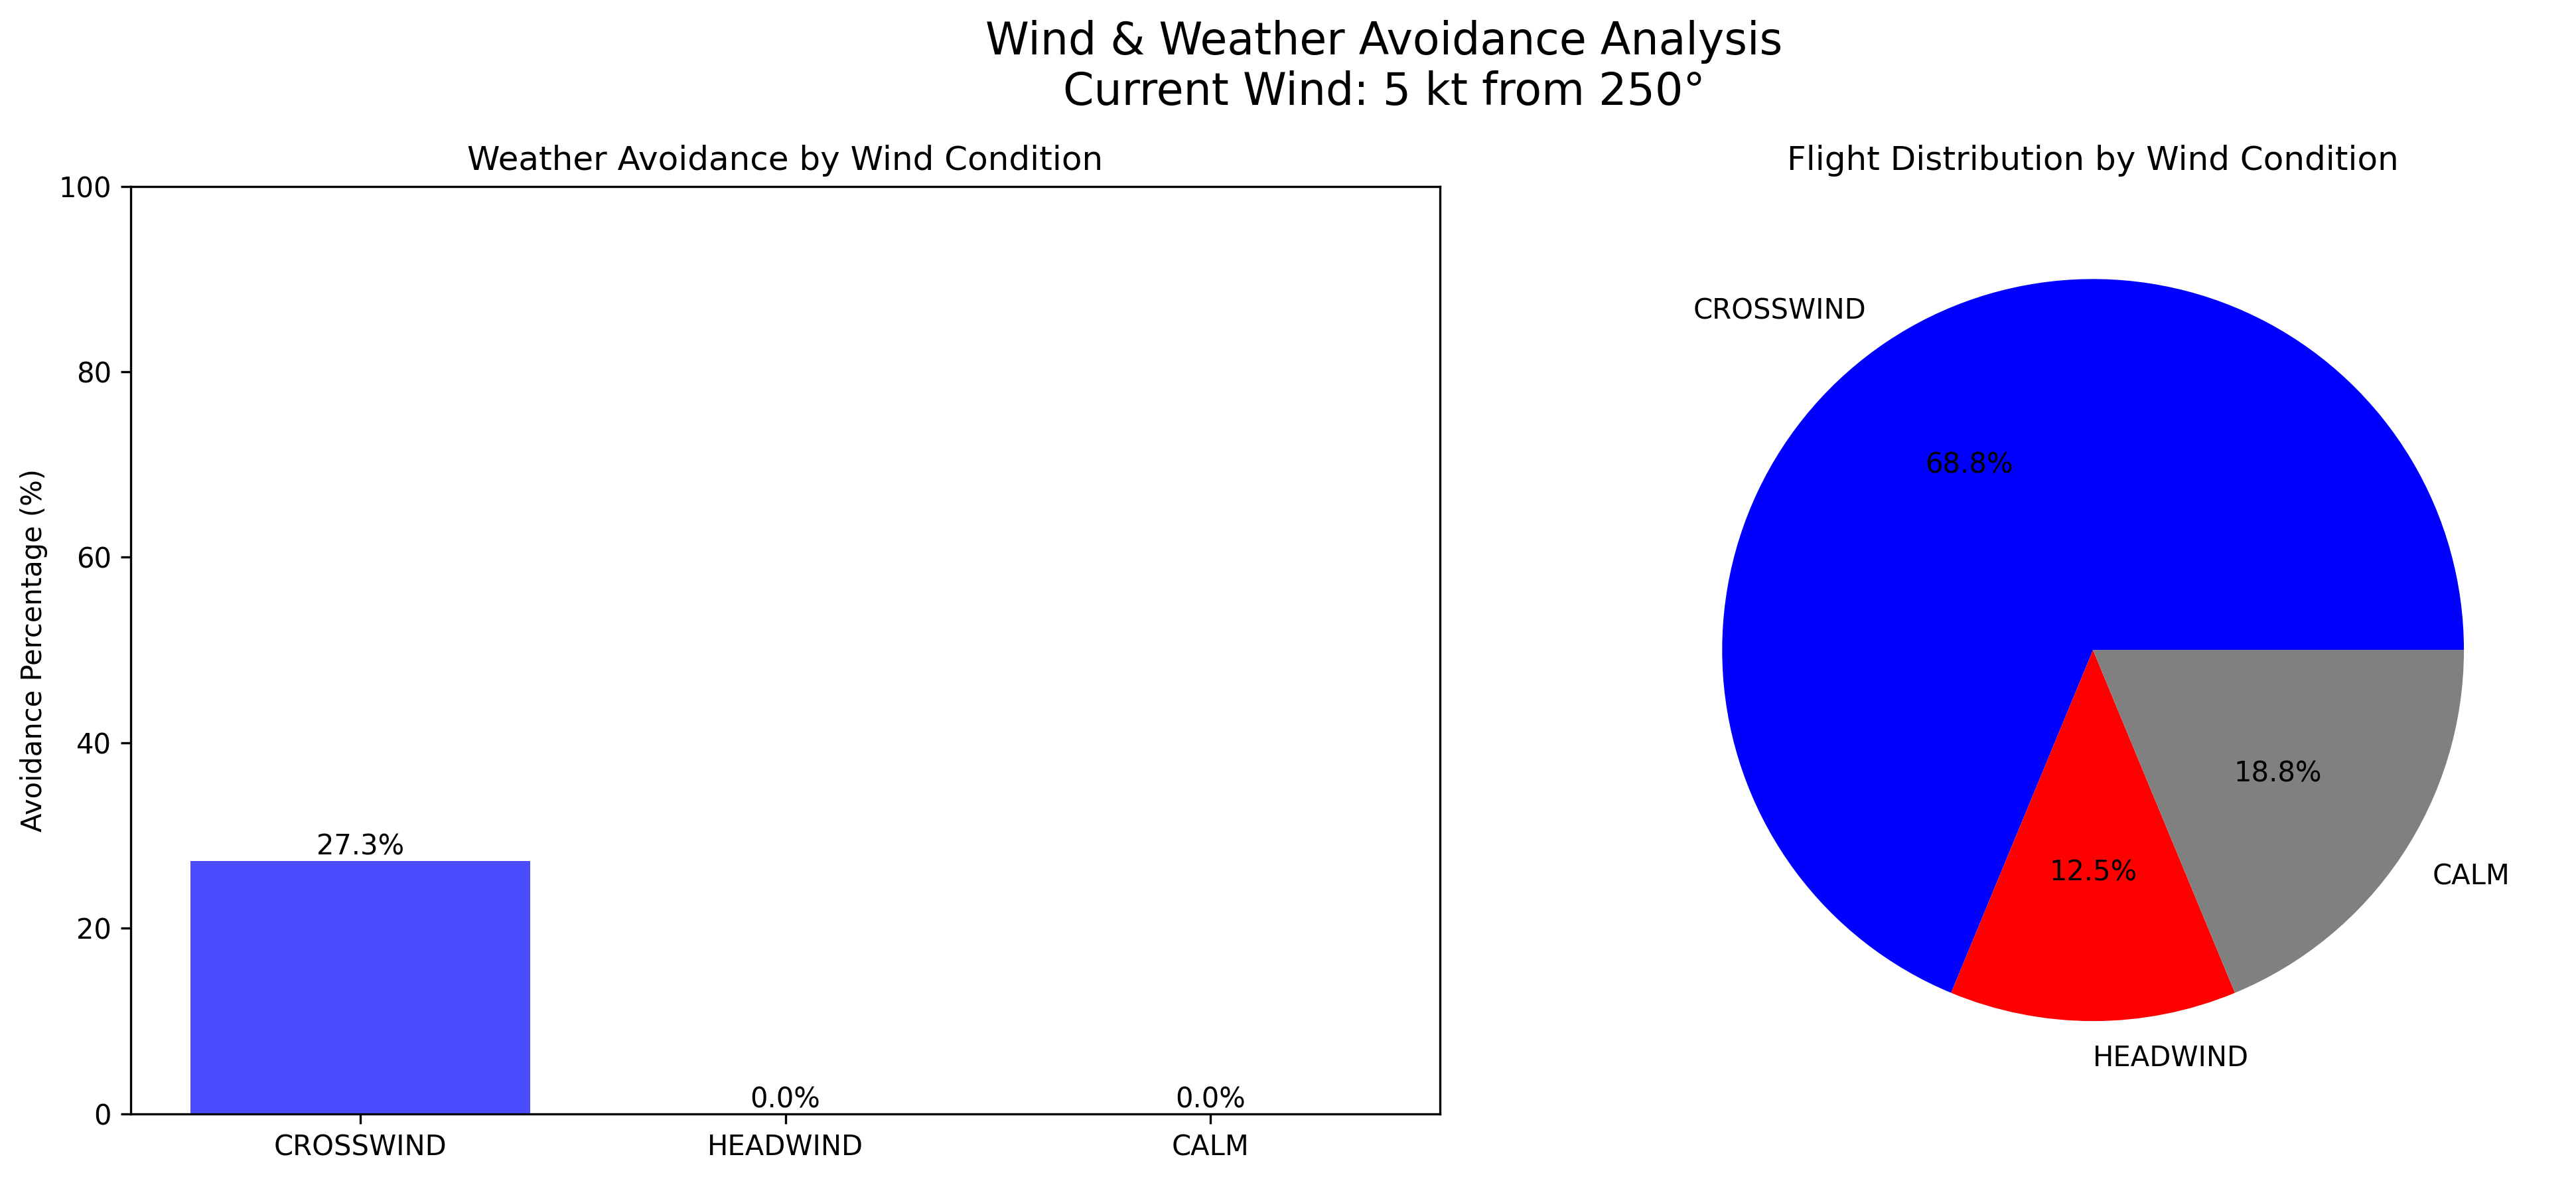 Wind & Weather Avoidance Analysis
Current Wind: 5 kt from 250°
Weather Avoidance by Wind Condition
100
80
60
40
20
0
Avoidance Percentage (%)
27.3%
0.0%
0.0%
CROSSWIND
HEADWIND
CALM
Flight Distribution by Wind Condition
CROSSWIND
68.8%
18.8%
12.5%
CALM
HEADWIND